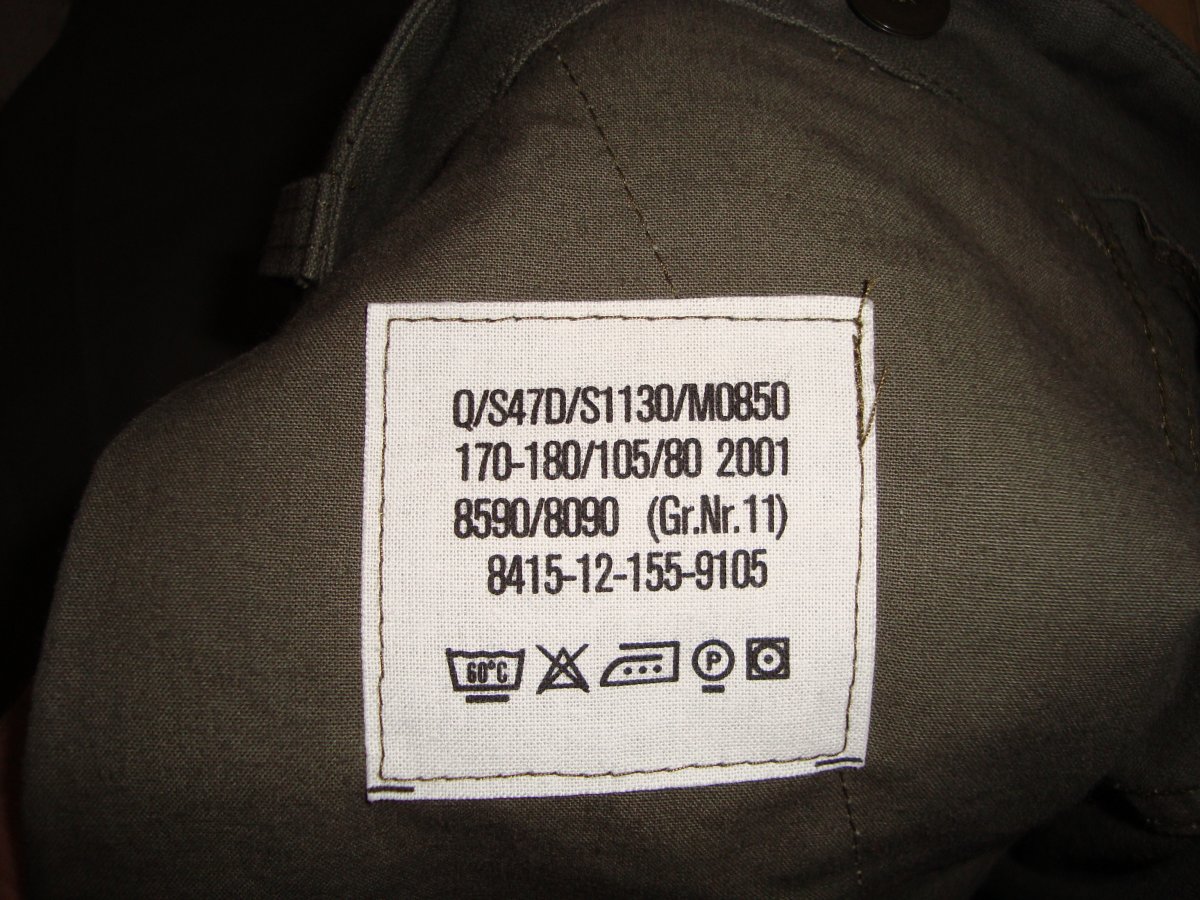 Q/S47D/S1130/M0850
170-180/105/80 2001
8590/8090 (Gr.Nr.11)
8415-12-155-9105
60°C P